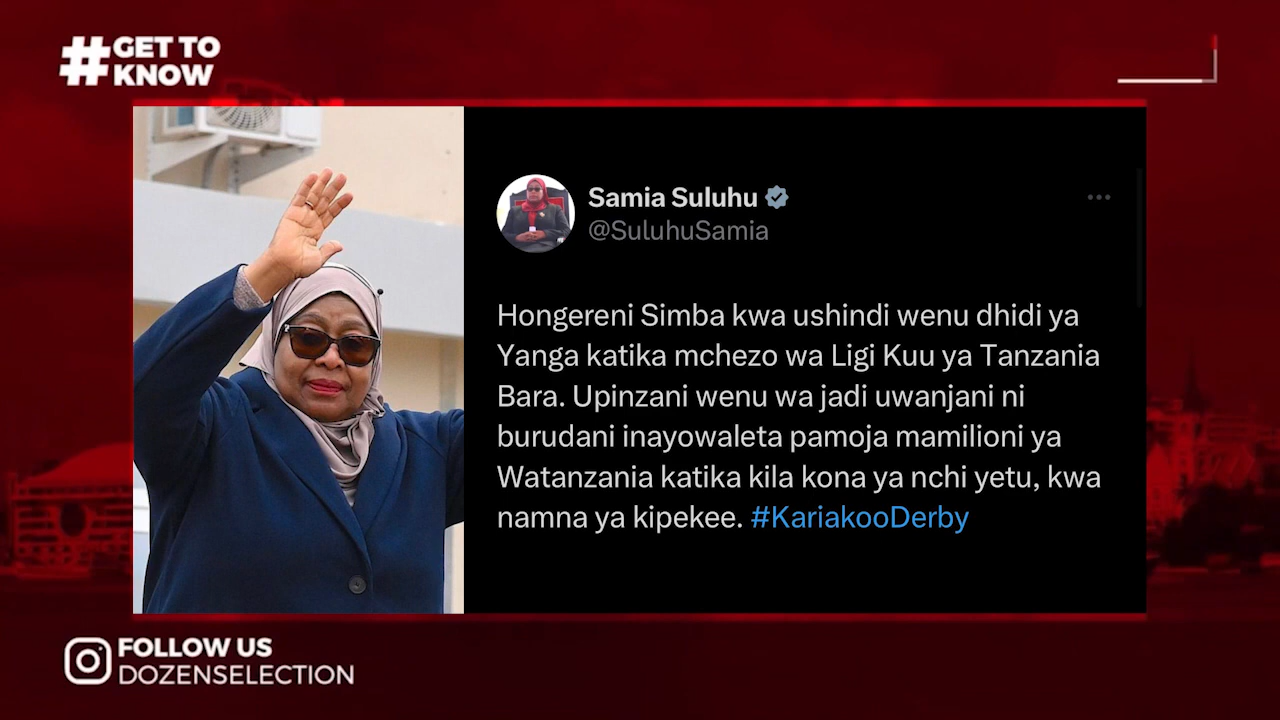 #GET TO
KNOW
Samia Suluhu
@SuluhuSamia
Hongereni Simba kwa ushindi wenu dhidi ya
Yanga katika mchezo wa Ligi Kuu ya Tanzania
Bara. Upinzani wenu wa jadi uwanjani ni
burudani inayowaleta pamoja mamilioni ya
Watanzania katika kila kona ya nchi yetu, kwa
namna ya kipekee. #KariakooDerby
FOLLOW US
DOZENSELECTION